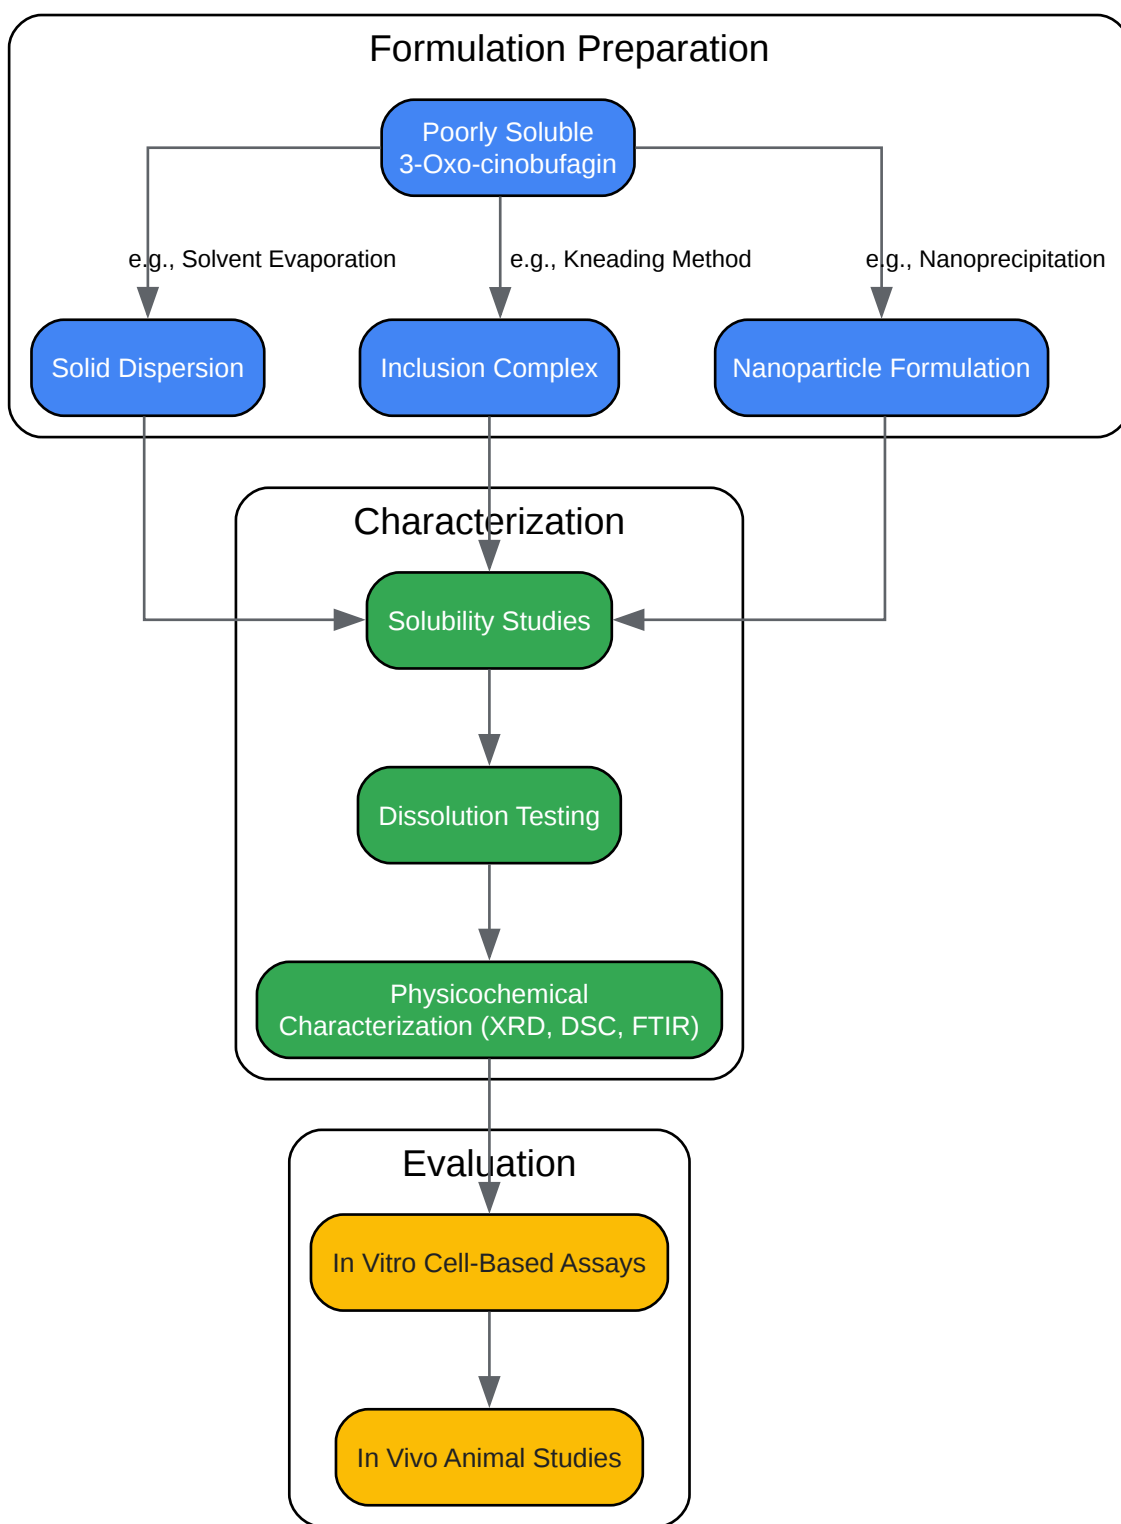 Formulation Preparation
Poorly Soluble
3-Oxo-cinobufagin
e.g., Solvent Evaporation
e.g., Kneading Method
e.g., Nanoprecipitation
Solid Dispersion
Inclusion Complex
Nanoparticle Formulation
Characterization
Solubility Studies
Dissolution Testing
Physicochemical
Characterization (XRD, DSC, FTIR)
Evaluation
In Vitro Cell-Based Assays
In Vivo Animal Studies